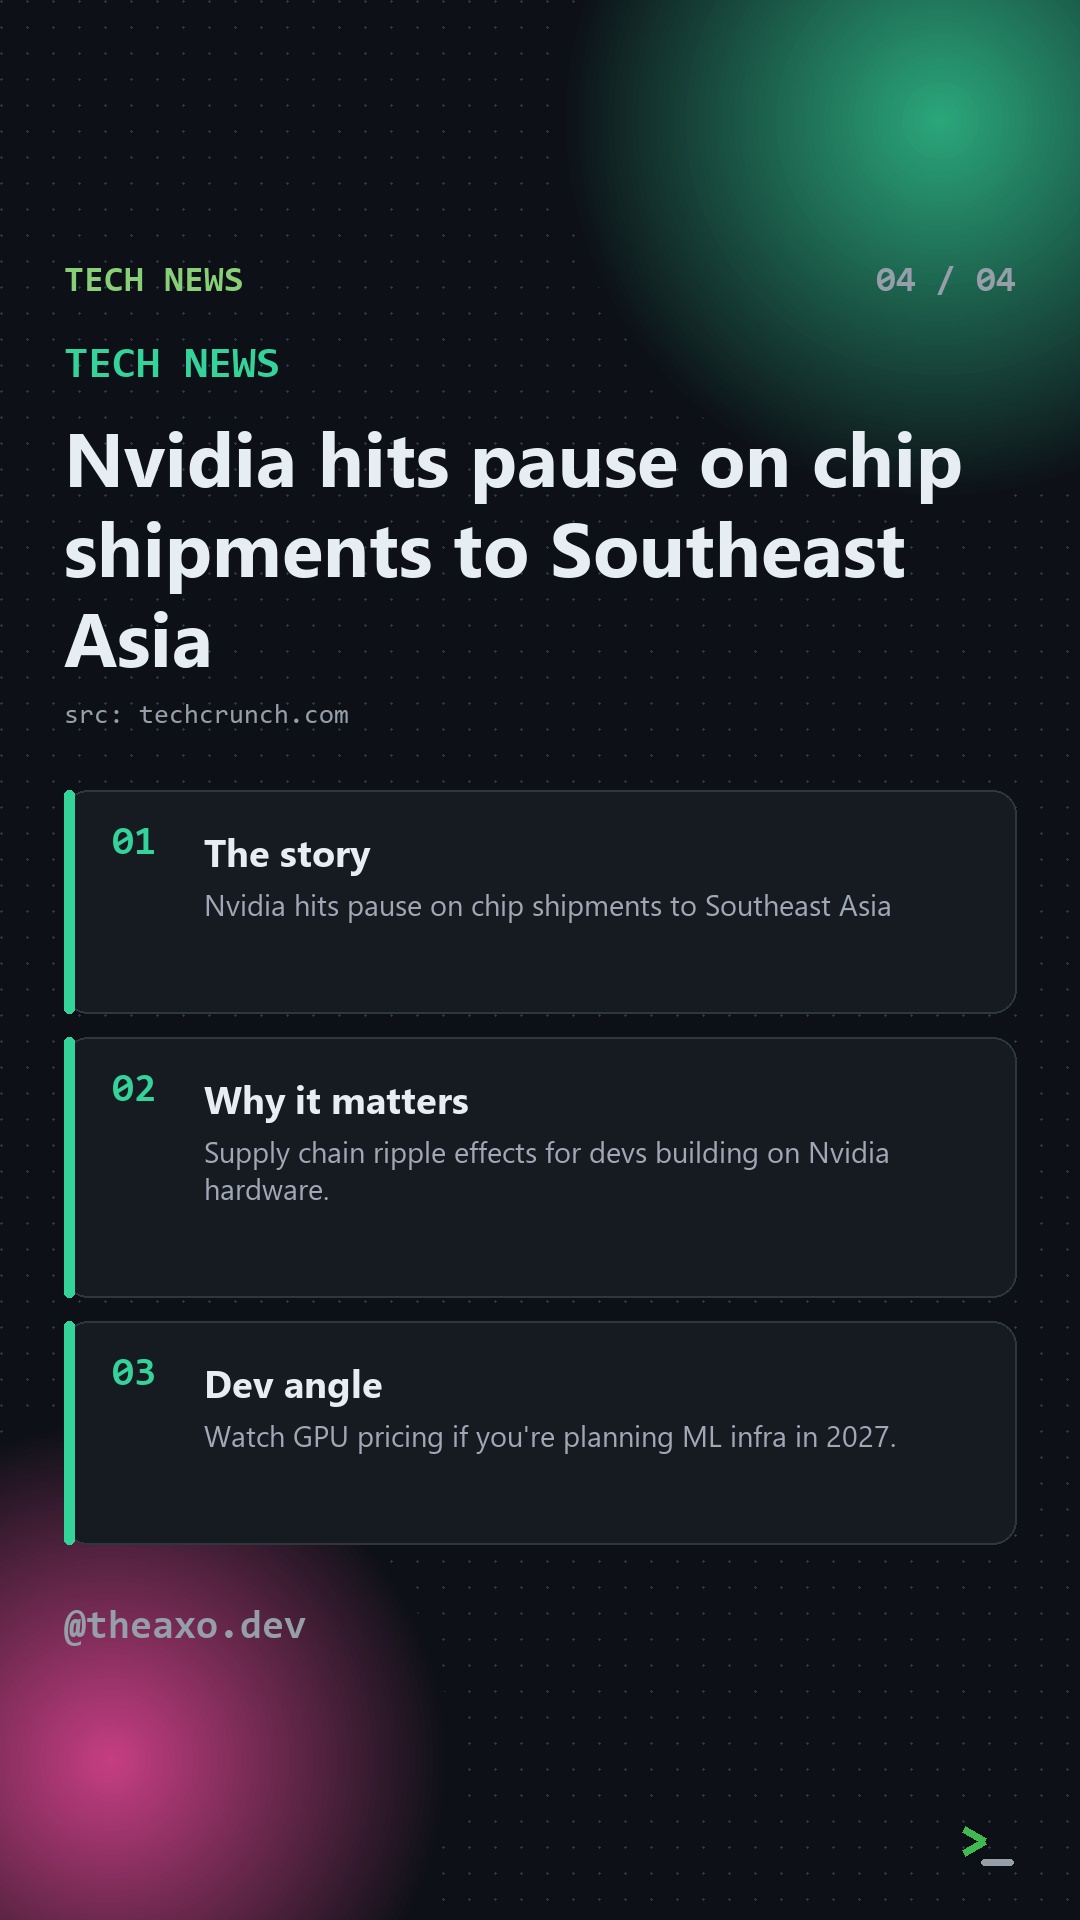 TECH NEWS
04 / 04
TECH NEWS
Nvidia hits pause on chip
shipments to Southeast
Asia
src: techcrunch.com
01
The story
Nvidia hits pause on chip shipments to Southeast Asia
02
Why it matters
Supply chain ripple effects for devs building on Nvidia
hardware.
03
Dev angle
Watch GPU pricing if you're planning ML infra in 2027.
@theaxo.dev
>_